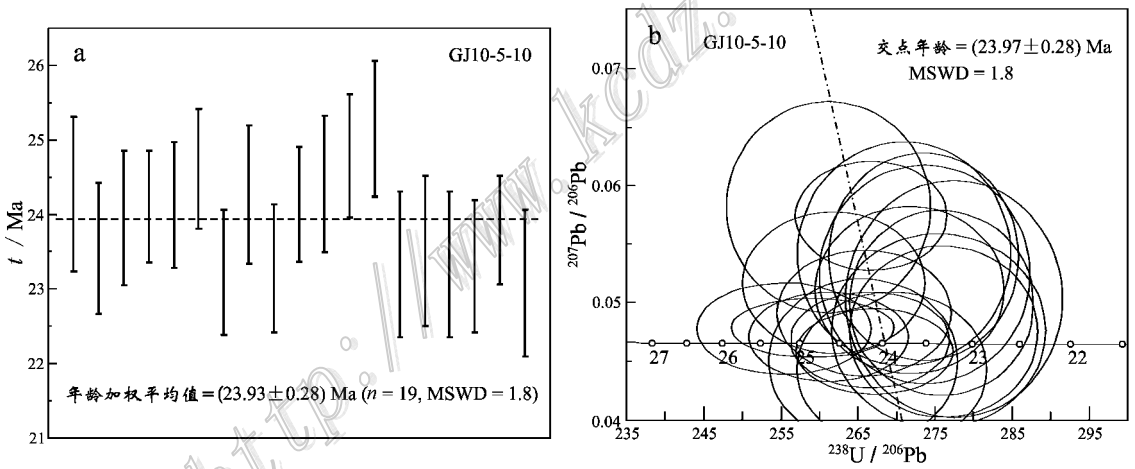 a
GJ10-5-10
26
25
24
23
22
21
t / Ma
年龄加权平均值=(23.93±0.28) Ma (n = 19, MSWD = 1.8)
b
GJ10-5-10
交点年龄=(23.97±0.28) Ma
MSWD = 1.8
0.07
0.06
0.05
0.04
207Pb / 206Pb
27 26 25 24 23 22
235 245 255 265 275 285 295
238U / 206Pb
http://www.kcdz.